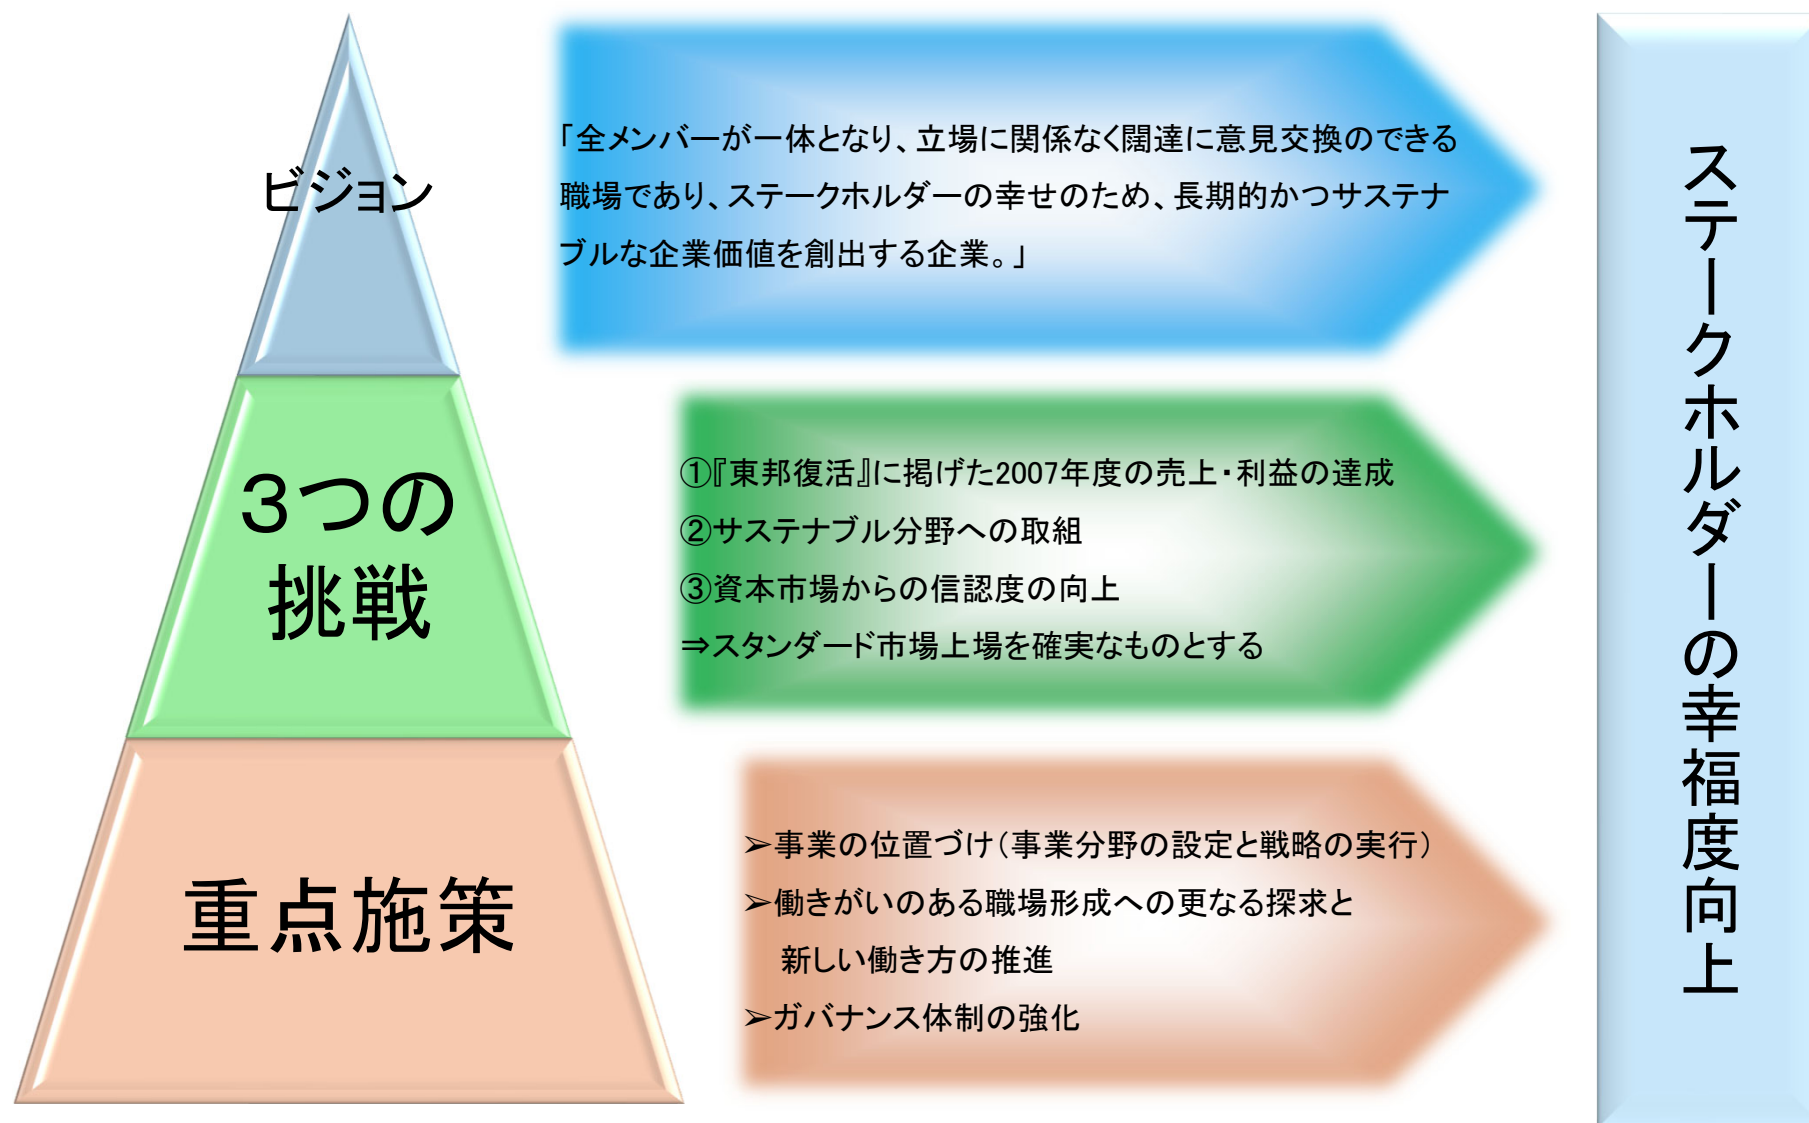 ビジョン
「全メンバーが一体となり、立場に関係なく闊達に意見交換のできる
職場であり、ステークホルダーの幸せのため、長期的かつサステナ
ブルな企業価値を創出する企業。」
３つの
挑戦
①『東邦復活』に掲げた2007年度の売上・利益の達成
②サステナブル分野への取組
③資本市場からの信認度の向上
⇒スタンダード市場上場を確実なものとする
重点施策
➢事業の位置づけ（事業分野の設定と戦略の実行）
➢働きがいのある職場形成への更なる探求と
新しい働き方の推進
➢ガバナンス体制の強化
ステークホルダーの幸福度向上